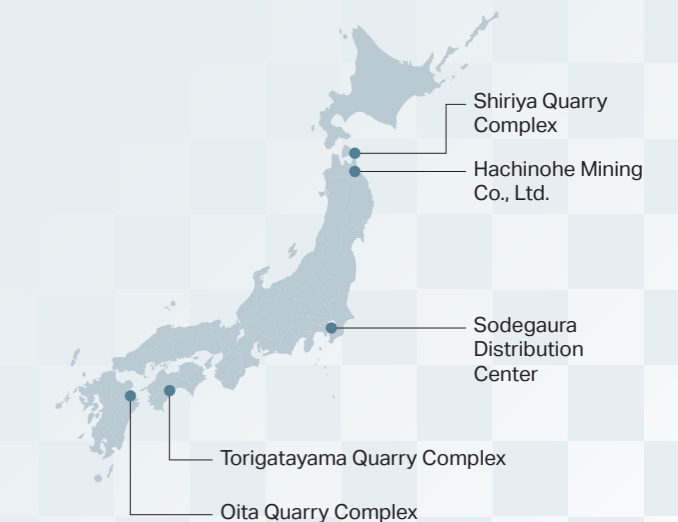 Shiriya Quarry
Complex
Hachinohe Mining
Co., Ltd.
Sodegaura
Distribution
Center
Torigatayama Quarry Complex
Oita Quarry Complex